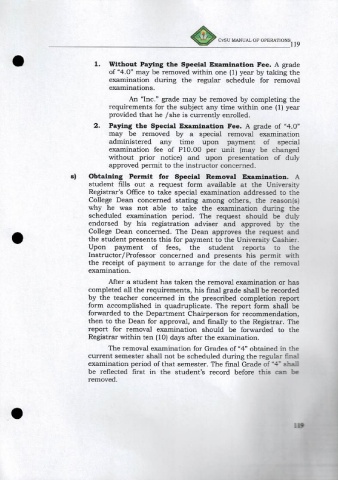 CvSU MANUAL OF OPERATIONS
119
1. Without Paying the Special Examination Fee. A grade
of "4.0" may be removed within one (1) year by taking the
examination during the regular schedule for removal
examinations.
An "Inc." grade may be removed by completing the
requirements for the subject any time within one (1) year
provided that he /she is currently enrolled.
2. Paying the Special Examination Fee. A grade of "4.0"
may be removed by a special removal examination
administered any time upon payment of special
examination fee of P10.00 per unit (may be changed
without prior notice) and upon presentation of duly
approved permit to the instructor concerned.
s) Obtaining Permit for Special Removal Examination. A
student fills out a request form available at the University
Registrar's Office to take special examination addressed to the
College Dean concerned stating among others, the reason(s)
why he was not able to take the examination during the
scheduled examination period. The request should be duly
endorsed by his registration adviser and approved by the
College Dean concerned. The Dean approves the request and
the student presents this for payment to the University Cashier.
Upon payment of fees, the student reports to the
Instructor/Professor concerned and presents his permit with
the receipt of payment to arrange for the date of the removal
examination.
After a student has taken the removal examination or has
completed all the requirements, his final grade shall be recorded
by the teacher concerned in the prescribed completion report
form accomplished in quadruplicate. The report form shall be
forwarded to the Department Chairperson for recommendation,
then to the Dean for approval, and finally to the Registrar. The
report for removal examination should be forwarded to the
Registrar within ten (10) days after the examination.
The removal examination for Grades of "4" obtained in the
current semester shall not be scheduled during the regular final
examination period of that semester. The final Grade of "4" shall
be reflected first in the student's record before this can be
removed.
119